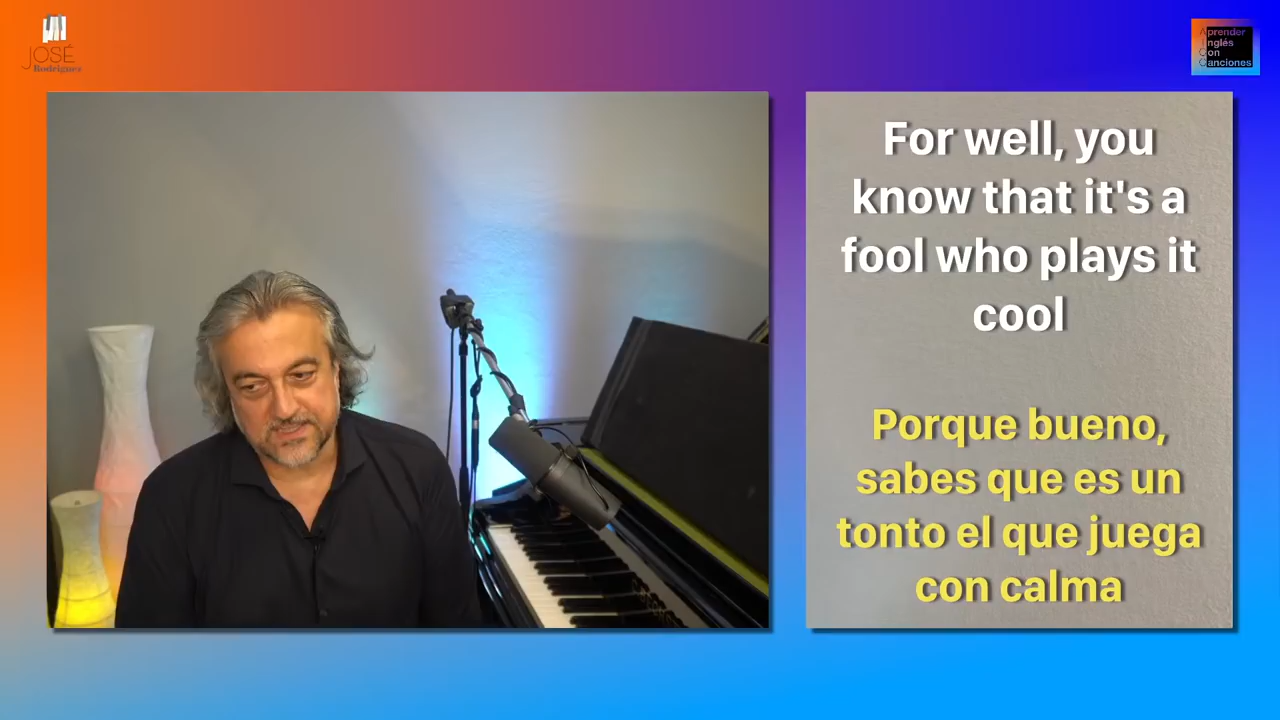 JOSÉ
Rodríguez
Aprender
Inglés
Con
Canciones
For well, you
know that it's a
fool who plays it
cool
Porque bueno,
sabes que es un
tonto el que juega
con calma